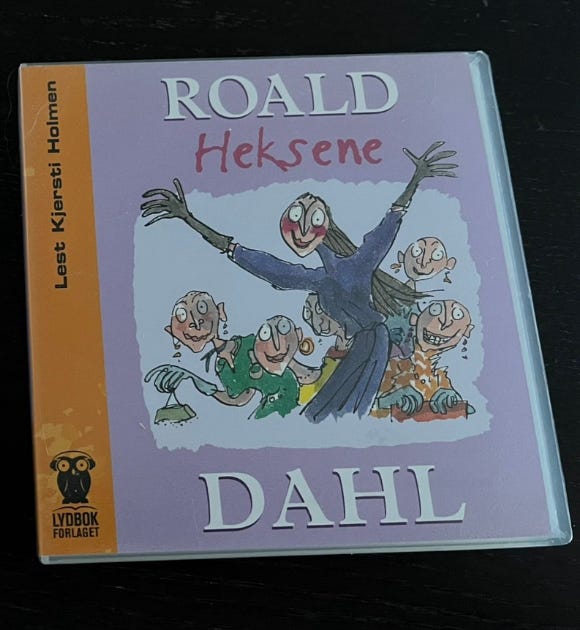 ROALD
Heksene
DAHL
Lest Kjersti Holmen
LYDBOK
FORLAGET